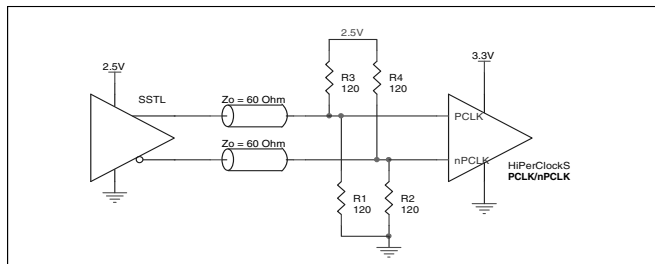 2.5V
2.5V
3.3V
SSTL
Zo = 60 Ohm
R3
120
R4
120
PCLK
Zo = 60 Ohm
nPCLK
HiPerClockS
PCLK/nPCLK
R1
120
R2
120